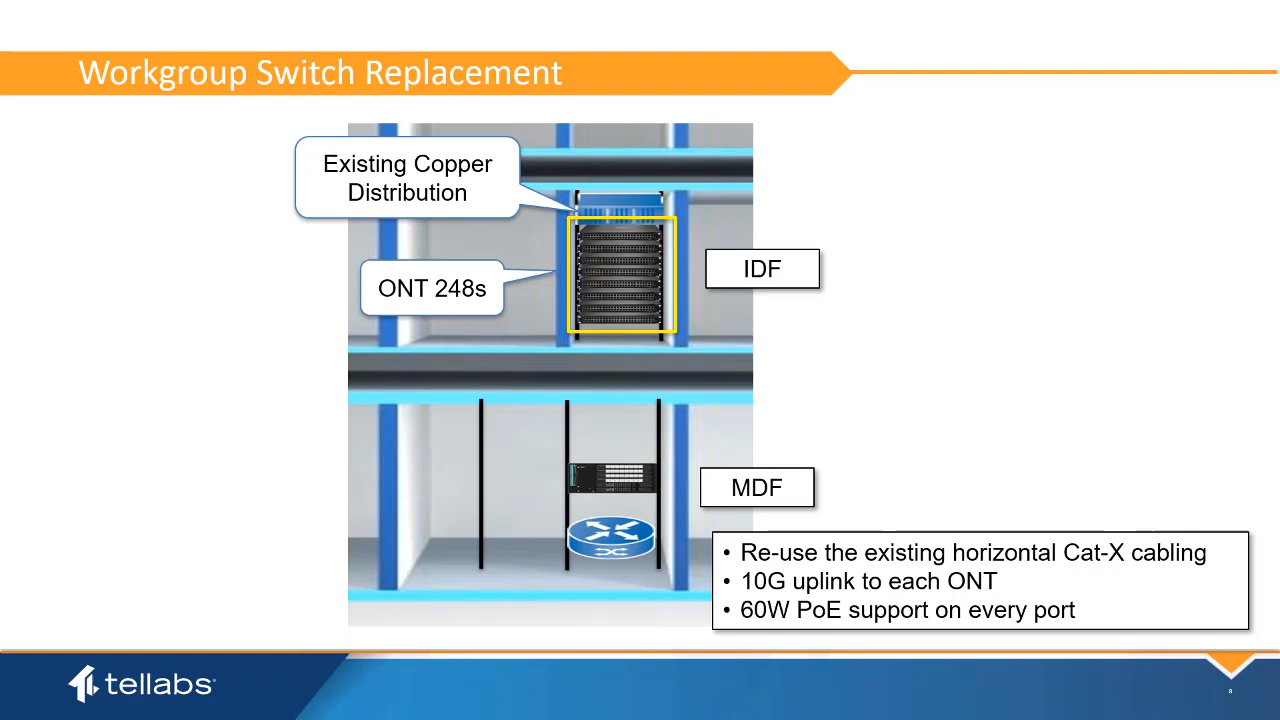 Workgroup Switch Replacement
Existing Copper
Distribution
ONT 248s
IDF
MDF
• Re-use the existing horizontal Cat-X cabling
• 10G uplink to each ONT
• 60W PoE support on every port
tellabs
8